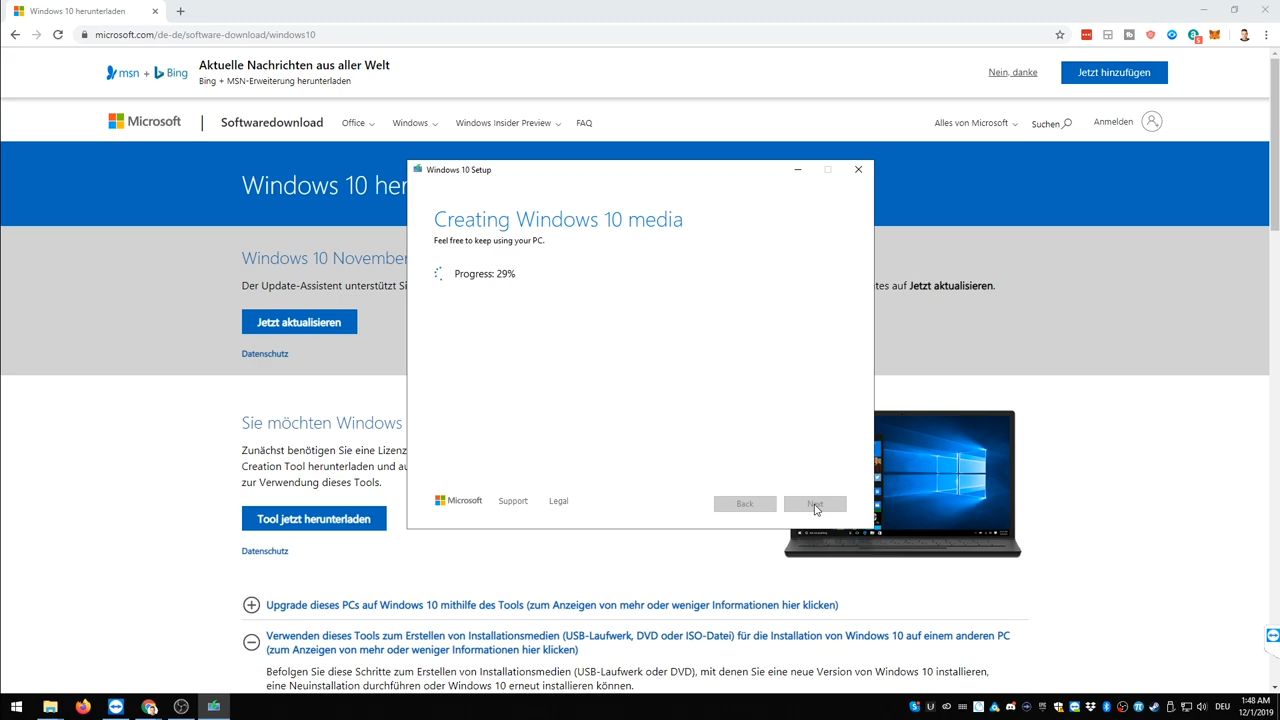 Windows 10 herunterladen
microsoft.com/de-de/software-download/windows10
msn + Bing
Aktuelle Nachrichten aus aller Welt
Bing + MSN-Erweiterung herunterladen
Nein, danke
Jetzt hinzufügen
Microsoft
Softwaredownload
Office
Windows
Windows Insider Preview
FAQ
Alles von Microsoft
Suchen
Anmelden
Windows 10 her
Windows 10 Setup
Creating Windows 10 media
Feel free to keep using your PC.
Progress: 29%
Microsoft
Support
Legal
Back
Next
Windows 10 November
Der Update-Assistent unterstützt Si
tes auf Jetzt aktualisieren.
Jetzt aktualisieren
Datenschutz
Sie möchten Windows
Zunächst benötigen Sie eine Lizenz
Creation Tool herunterladen und au
zur Verwendung dieses Tools.
Tool jetzt herunterladen
Datenschutz
Upgrade dieses PCs auf Windows 10 mithilfe des Tools (zum Anzeigen von mehr oder weniger Informationen hier klicken)
Verwenden dieses Tools zum Erstellen von Installationsmedien (USB-Laufwerk, DVD oder ISO-Datei) für die Installation von Windows 10 auf einem anderen PC
(zum Anzeigen von mehr oder weniger Informationen hier klicken)
Befolgen Sie diese Schritte zum Erstellen von Installationsmedien (USB-Laufwerk oder DVD), mit denen Sie eine neue Version von Windows 10 installieren,
eine Neuinstallation durchführen oder Windows 10 erneut installieren können.
DEU
1:48 AM
12/1/2019